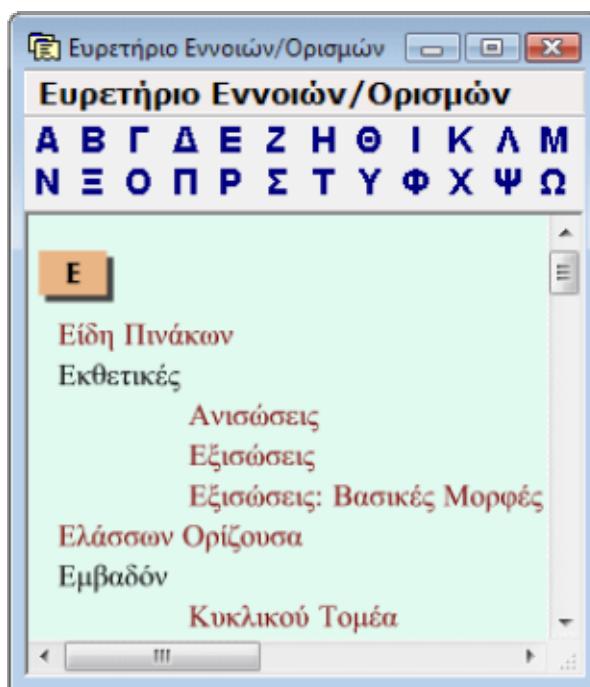 Ευρετήριο Εννοιών/Ορισμών
Ευρετήριο Εννοιών/Ορισμών
Α Β Γ Δ Ε Ζ Η Θ Ι Κ Λ Μ
Ν Ξ Ο Π Ρ Σ Τ Υ Φ Χ Ψ Ω
Ε
Είδη Πινάκων
Εκθετικές
Ανισώσεις
Εξισώσεις
Εξισώσεις: Βασικές Μορφές
Ελάσσων Ορίζουσα
Εμβαδόν
Κυκλικού Τομέα